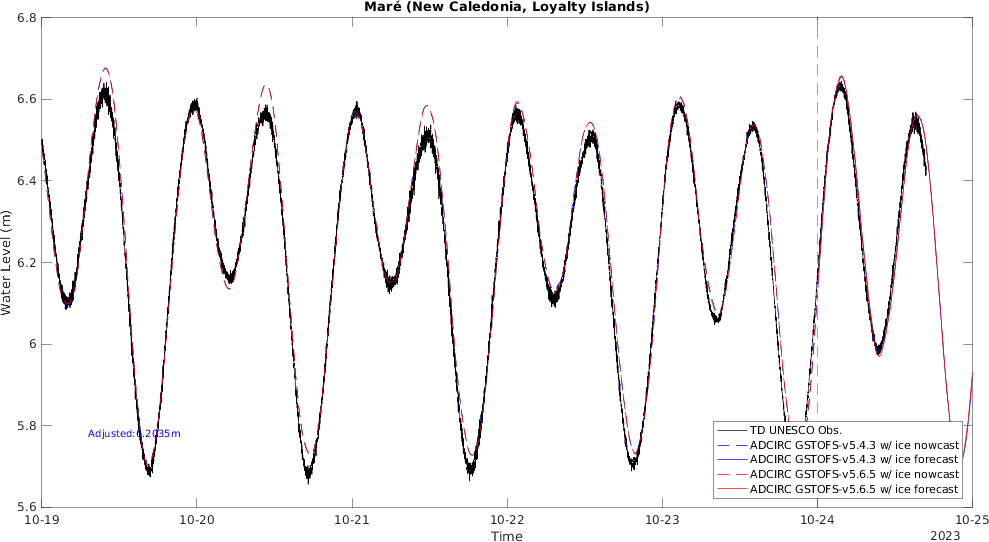 Maré (New Caledonia, Loyalty Islands)
6.8
6.6
6.4
6.2
6
5.8
5.6
Water Level (m)
Adjusted:6.2035m
TD UNESCO Obs.
ADCIRC GSTOFS-v5.4.3 w/ ice nowcast
ADCIRC GSTOFS-v5.4.3 w/ ice forecast
ADCIRC GSTOFS-v5.6.5 w/ ice nowcast
ADCIRC GSTOFS-v5.6.5 w/ ice forecast
10-19 10-20 10-21 10-22 10-23 10-24 10-25
Time
2023